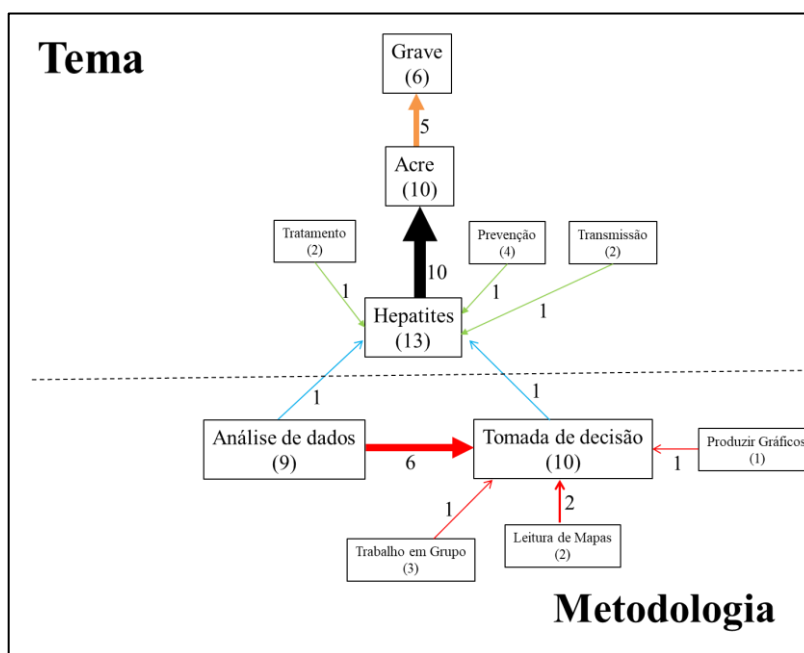 Tema
Grave
(6)
5
Acre
(10)
Tratamento
(2)
Prevenção
(4)
Transmissão
(2)
10
1
1
1
Hepatites
(13)
1
1
Análise de dados
(9)
6
Tomada de decisão
(10)
1
Produzir Gráficos
(1)
1
2
Trabalho em Grupo
(3)
Leitura de Mapas
(2)
Metodologia